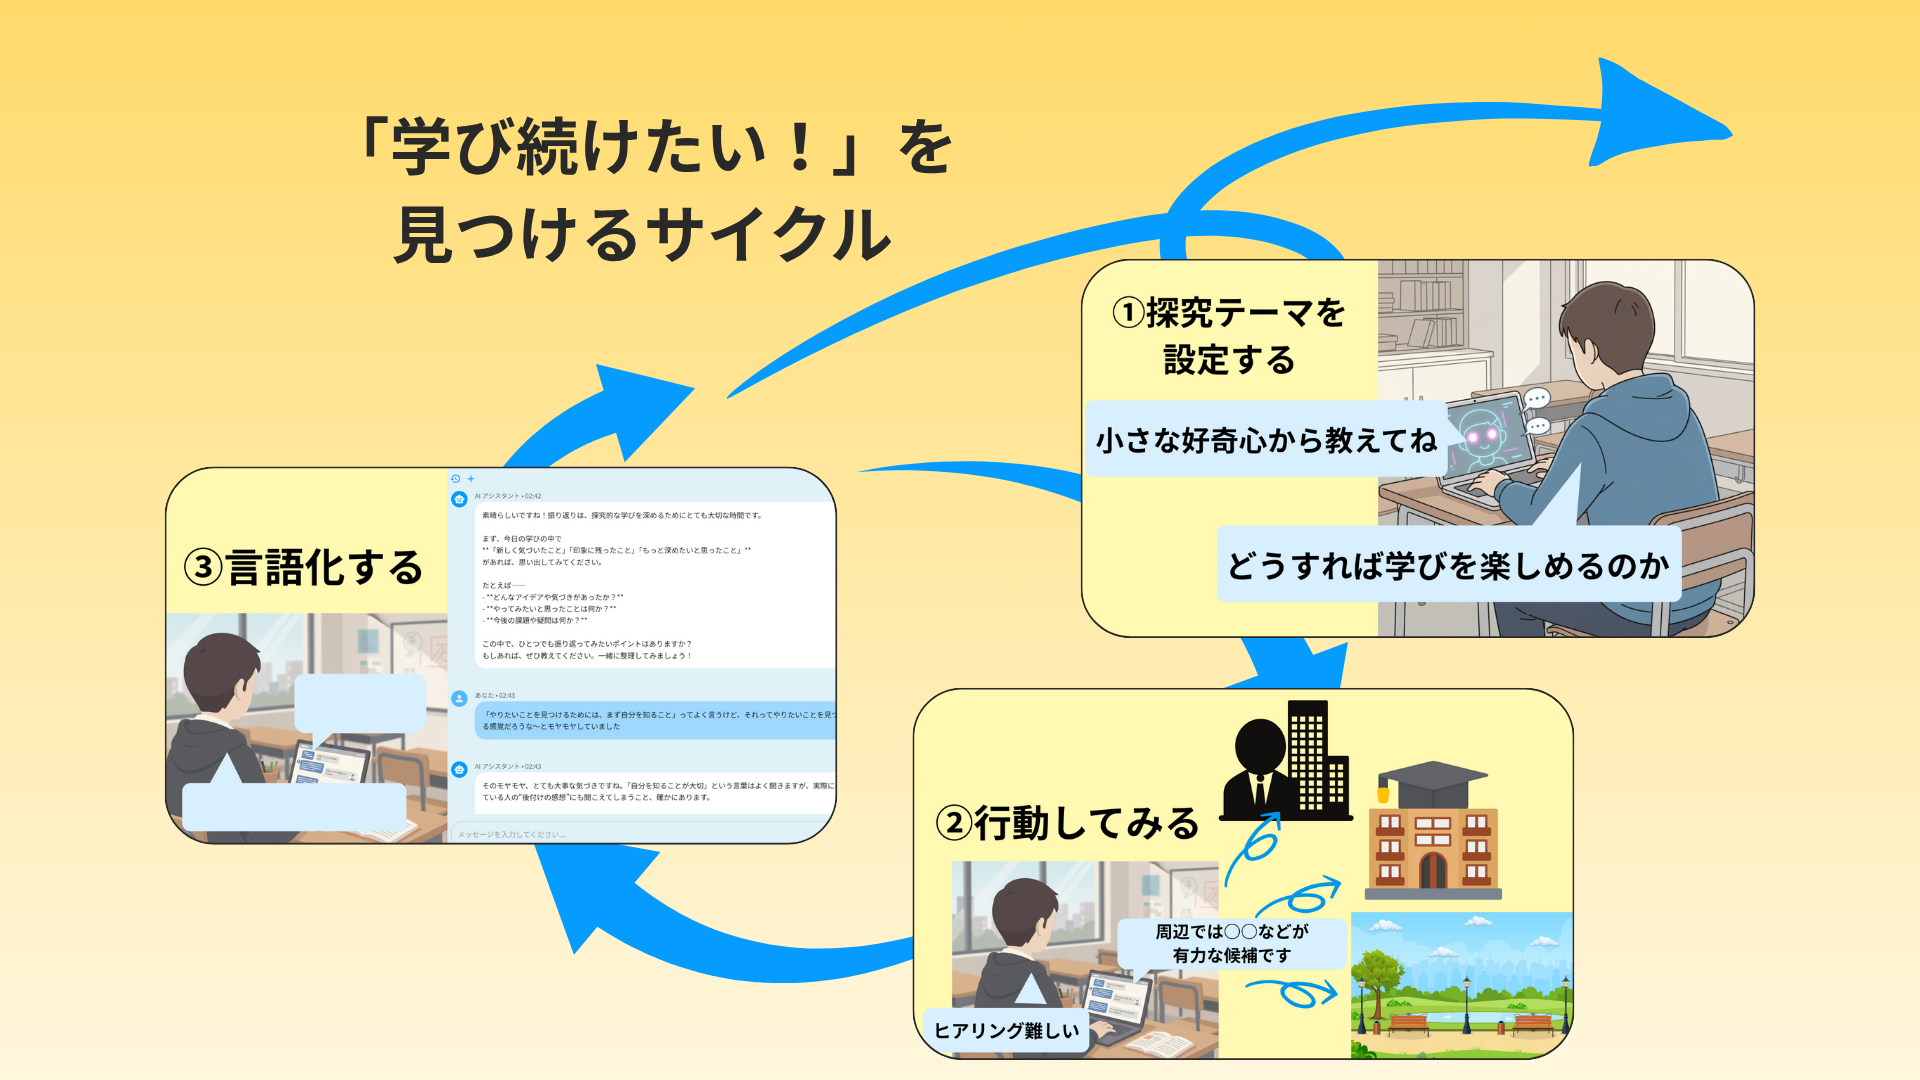 「学び続けたい！」を
見つけるサイクル
①探究テーマを
設定する
小さな好奇心から教えてね
どうすれば学びを楽しめるのか
②行動してみる
周辺では〇〇などが
有力な候補です
ヒアリング難しい
③言語化する
AI アシスタント • 02:42
素晴らしいですね！振り返りは、探究的な学びを深めるためにとても大切な時間です。
まず、今日の学びの中で
**「新しく気づいたこと」「印象に残ったこと」「もっと深めたいと思ったこと」**
があれば、思い出してみてください。
たとえば──
- **どんなアイデアや気づきがあったか？**
- **やってみたいと思ったことは何か？**
- **今後の課題や疑問は何か？**
この中で、ひとつでも振り返ってみたいポイントはありますか？
もしあれば、ぜひ教えてください。一緒に整理してみましょう！
あなた • 02:43
「やりたいことを見つけるためには、まず自分を知ること」ってよく言うけど、それってやりたいことを見つ
る感覚だろうな〜とモヤモヤしていました
AI アシスタント • 02:43
そのモヤモヤ、とても大事な気づきですね。「自分を知ることが大切」という言葉はよく聞きますが、実際に
ている人の“後付けの感想”にも聞こえてしまうこと、確かにあります。
メッセージを入力してください...